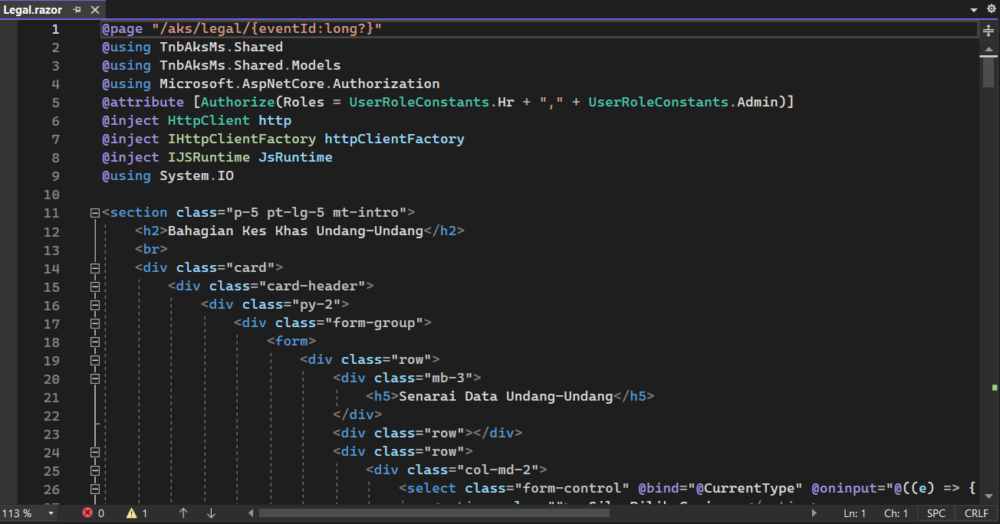 Legal.razor
1 @page "/aks/legal/{eventId:long?}"
2 @using TnbAksMs.Shared
3 @using TnbAksMs.Shared.Models
4 @using Microsoft.AspNetCore.Authorization
5 @attribute [Authorize(Roles = UserRoleConstants.Hr + "," + UserRoleConstants.Admin)]
6 @inject HttpClient http
7 @inject IHttpClientFactory httpClientFactory
8 @inject IJSRuntime JsRuntime
9 @using System.IO
10
11 <section class="p-5 pt-lg-5 mt-intro">
12 <h2>Bahagian Kes Khas Undang-Undang</h2>
13 <br>
14 <div class="card">
15 <div class="card-header">
16 <div class="py-2">
17 <div class="form-group">
18 <form>
19 <div class="row">
20 <div class="mb-3">
21 <h5>Senarai Data Undang-Undang</h5>
22 </div>
23 <div class="row"></div>
24 <div class="row">
25 <div class="col-md-2">
26 <select class="form-control" @bind="@CurrentType" @oninput="@((e) => {
113 % 0 1 Ln: 1 Ch: 1 SPC CRLF